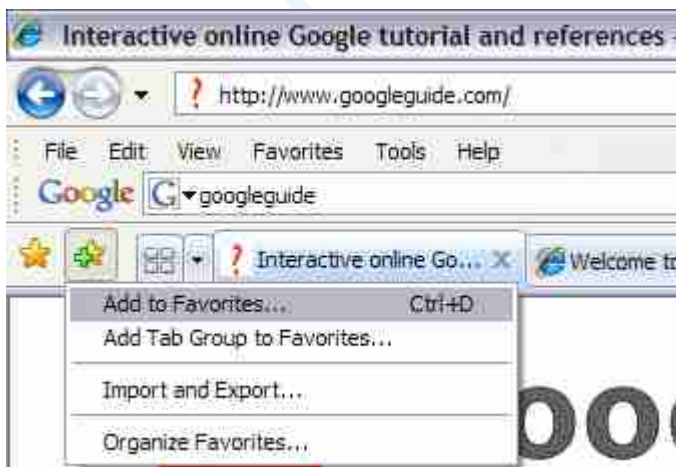 Interactive online Google tutorial and references -
http://www.googleguide.com/
File Edit View Favorites Tools Help
Google G googleguide
Interactive online Go... Welcome to
Add to Favorites... Ctrl+D
Add Tab Group to Favorites...
Import and Export...
Organize Favorites...